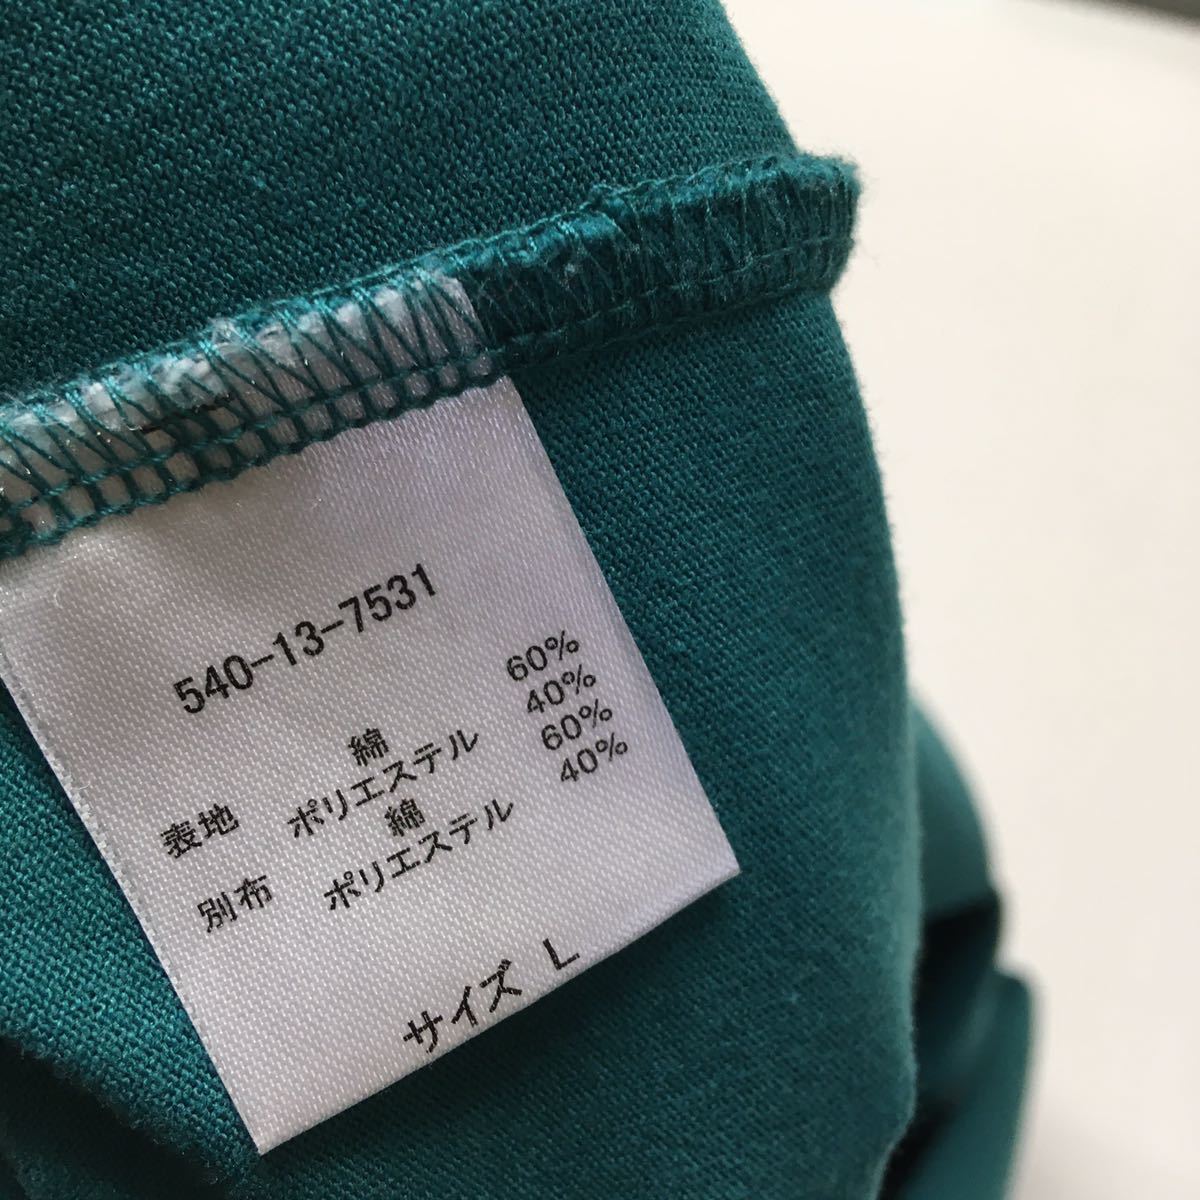 540-13-7531
綿 60%
表地 ポリエステル 40%
綿 60%
別布 ポリエステル 40%
サイズ L